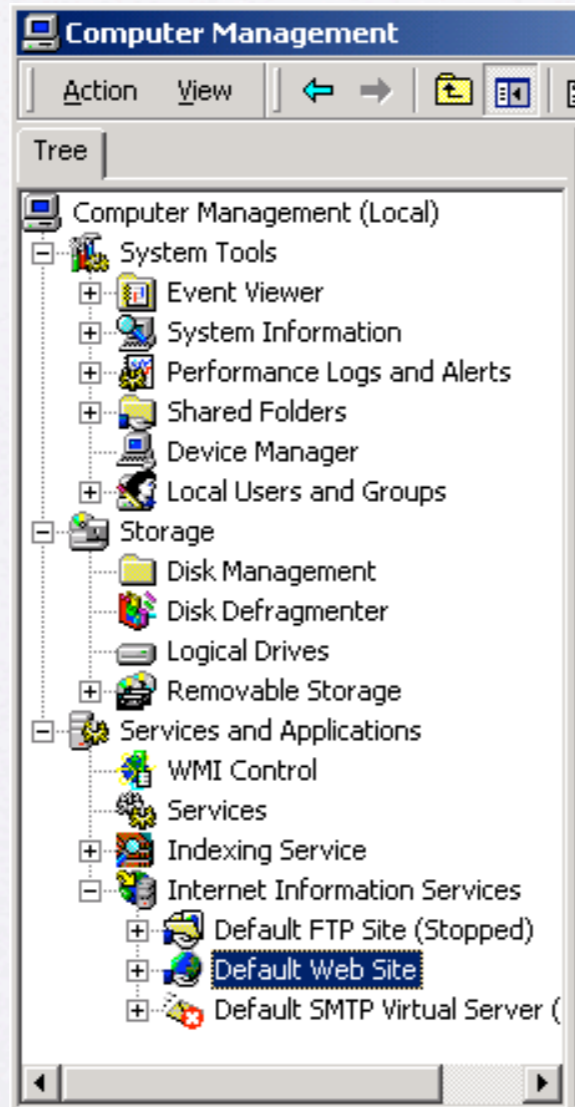 Computer Management
Action View
Tree
Computer Management (Local)
System Tools
Event Viewer
System Information
Performance Logs and Alerts
Shared Folders
Device Manager
Local Users and Groups
Storage
Disk Management
Disk Defragmenter
Logical Drives
Removable Storage
Services and Applications
WMI Control
Services
Indexing Service
Internet Information Services
Default FTP Site (Stopped)
Default Web Site
Default SMTP Virtual Server (